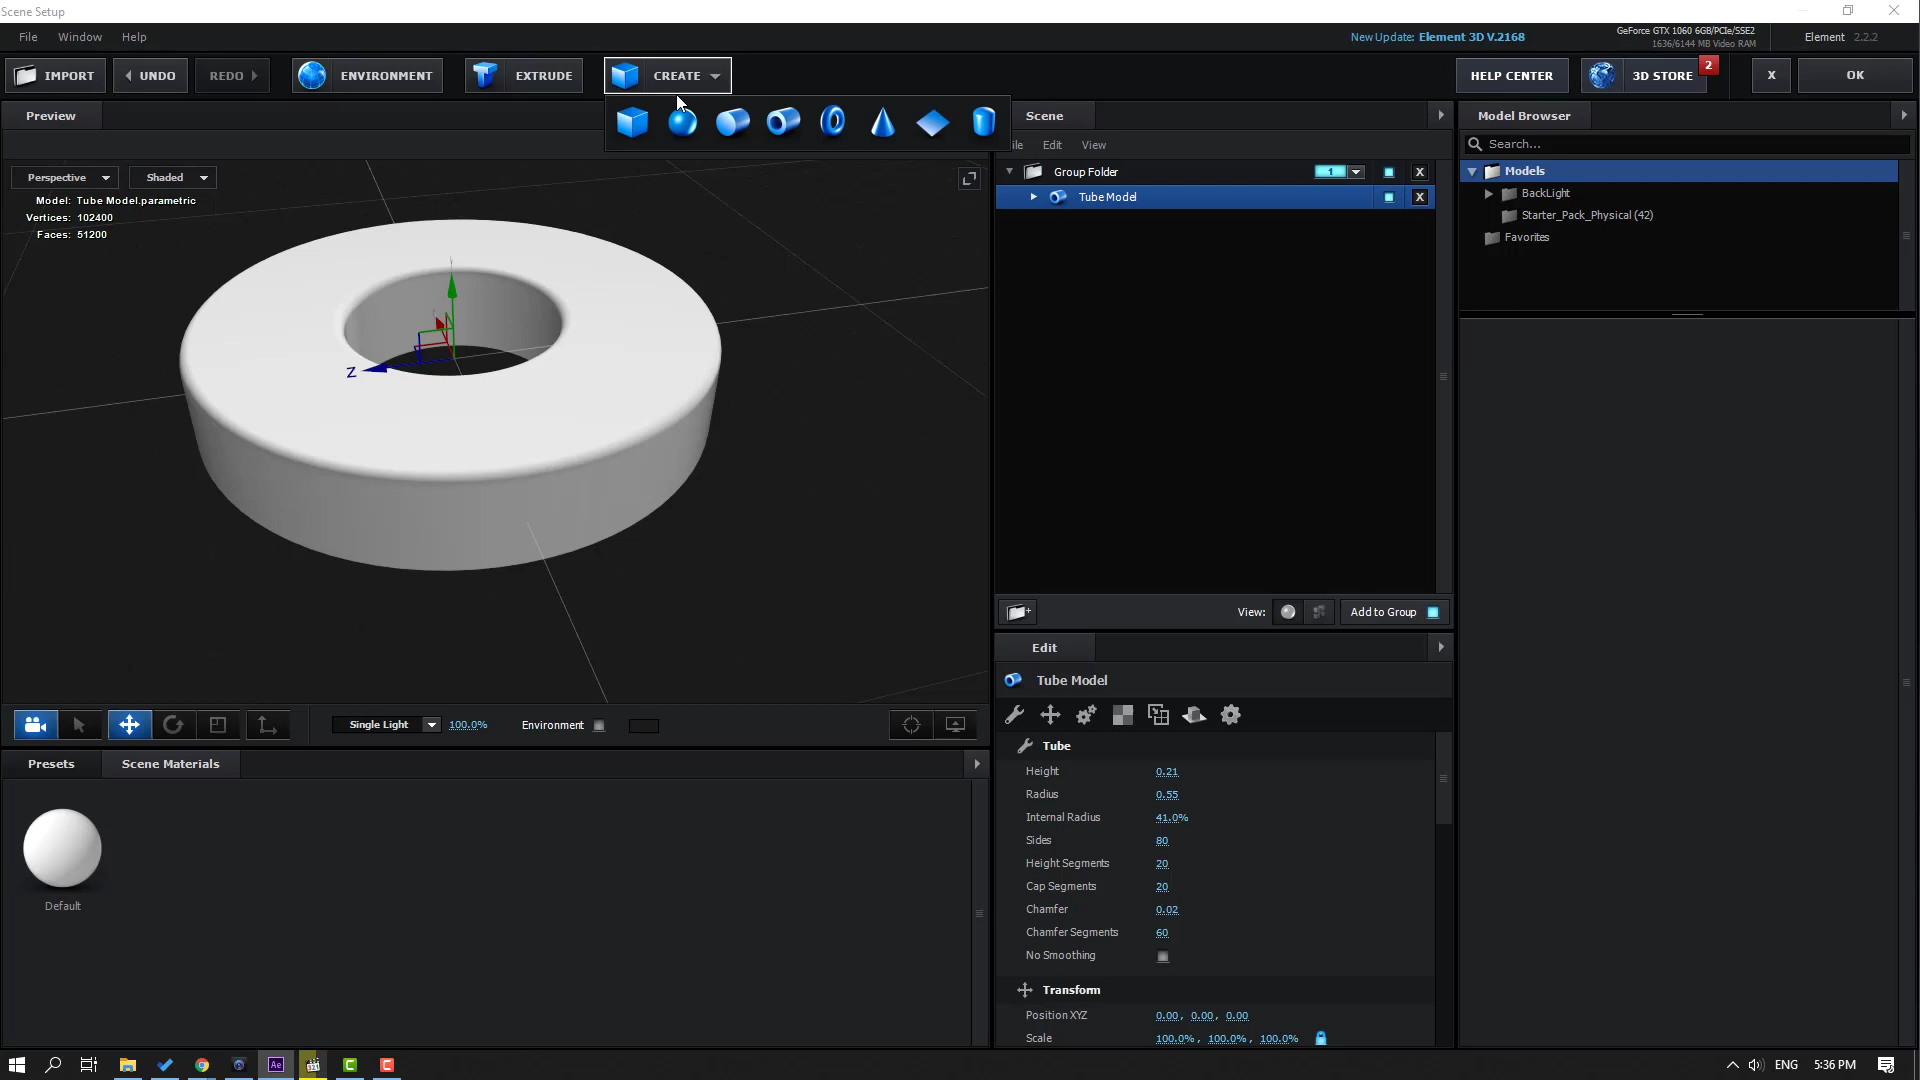 Scene Setup
File Window Help
New Update: Element 3D V.2168
GeForce GTX 1060 6GB/PCIe/SSE2
1636/6144 MB Video RAM
Element 2.2.2
IMPORT UNDO REDO ENVIRONMENT EXTRUDE CREATE HELP CENTER 3D STORE 2 X OK
Preview Scene Model Browser
ile Edit View
Search...
Perspective Shaded
Model: Tube Model.parametric
Vertices: 102400
Faces: 51200
Z
Group Folder 1 X
Tube Model X
Models
BackLight
Starter_Pack_Physical (42)
Favorites
View: Add to Group
Edit
Tube Model
Single Light 100.0% Environment
Tube
Height 0.21
Radius 0.55
Internal Radius 41.0%
Sides 80
Height Segments 20
Cap Segments 20
Chamfer 0.02
Chamfer Segments 60
No Smoothing
Transform
Position XYZ 0.00, 0.00, 0.00
Scale 100.0%, 100.0%, 100.0%
Presets Scene Materials
Default
Ae C C
ENG 5:36 PM